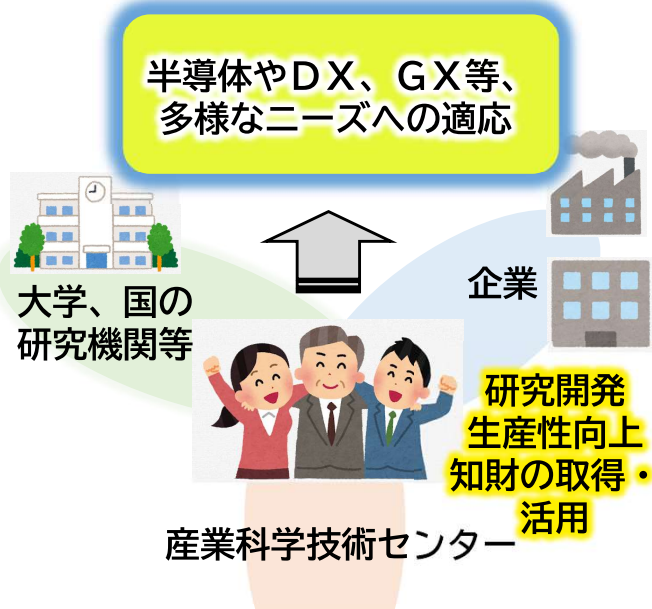 半導体やＤＸ、ＧＸ等、
多様なニーズへの適応
大学、国の
研究機関等
企業
研究開発
生産性向上
知財の取得・
活用
産業科学技術センター